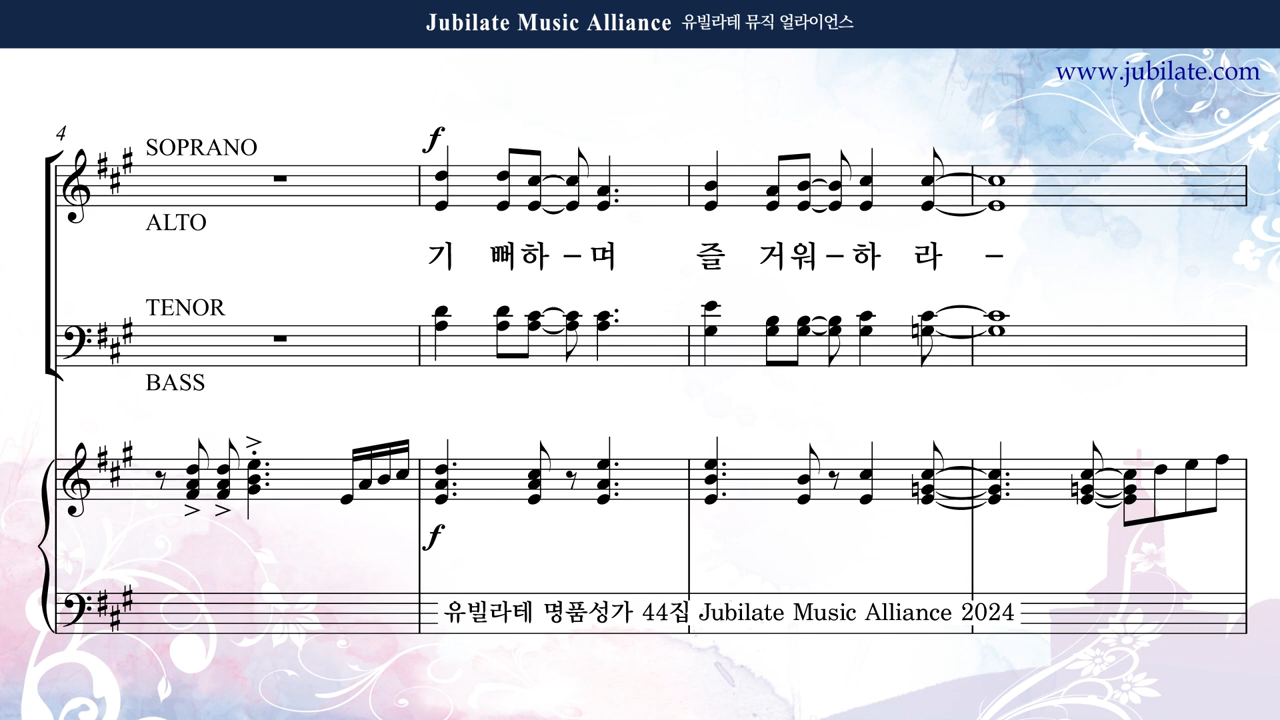 Jubilate Music Alliance 유빌라테 뮤직 얼라이언스
www.jubilate.com
4
SOPRANO
f
ALTO
기 뻐하 – 며 즐 거워 – 하 라 –
TENOR
BASS
f
유빌라테 명품성가 44집 Jubilate Music Alliance 2024